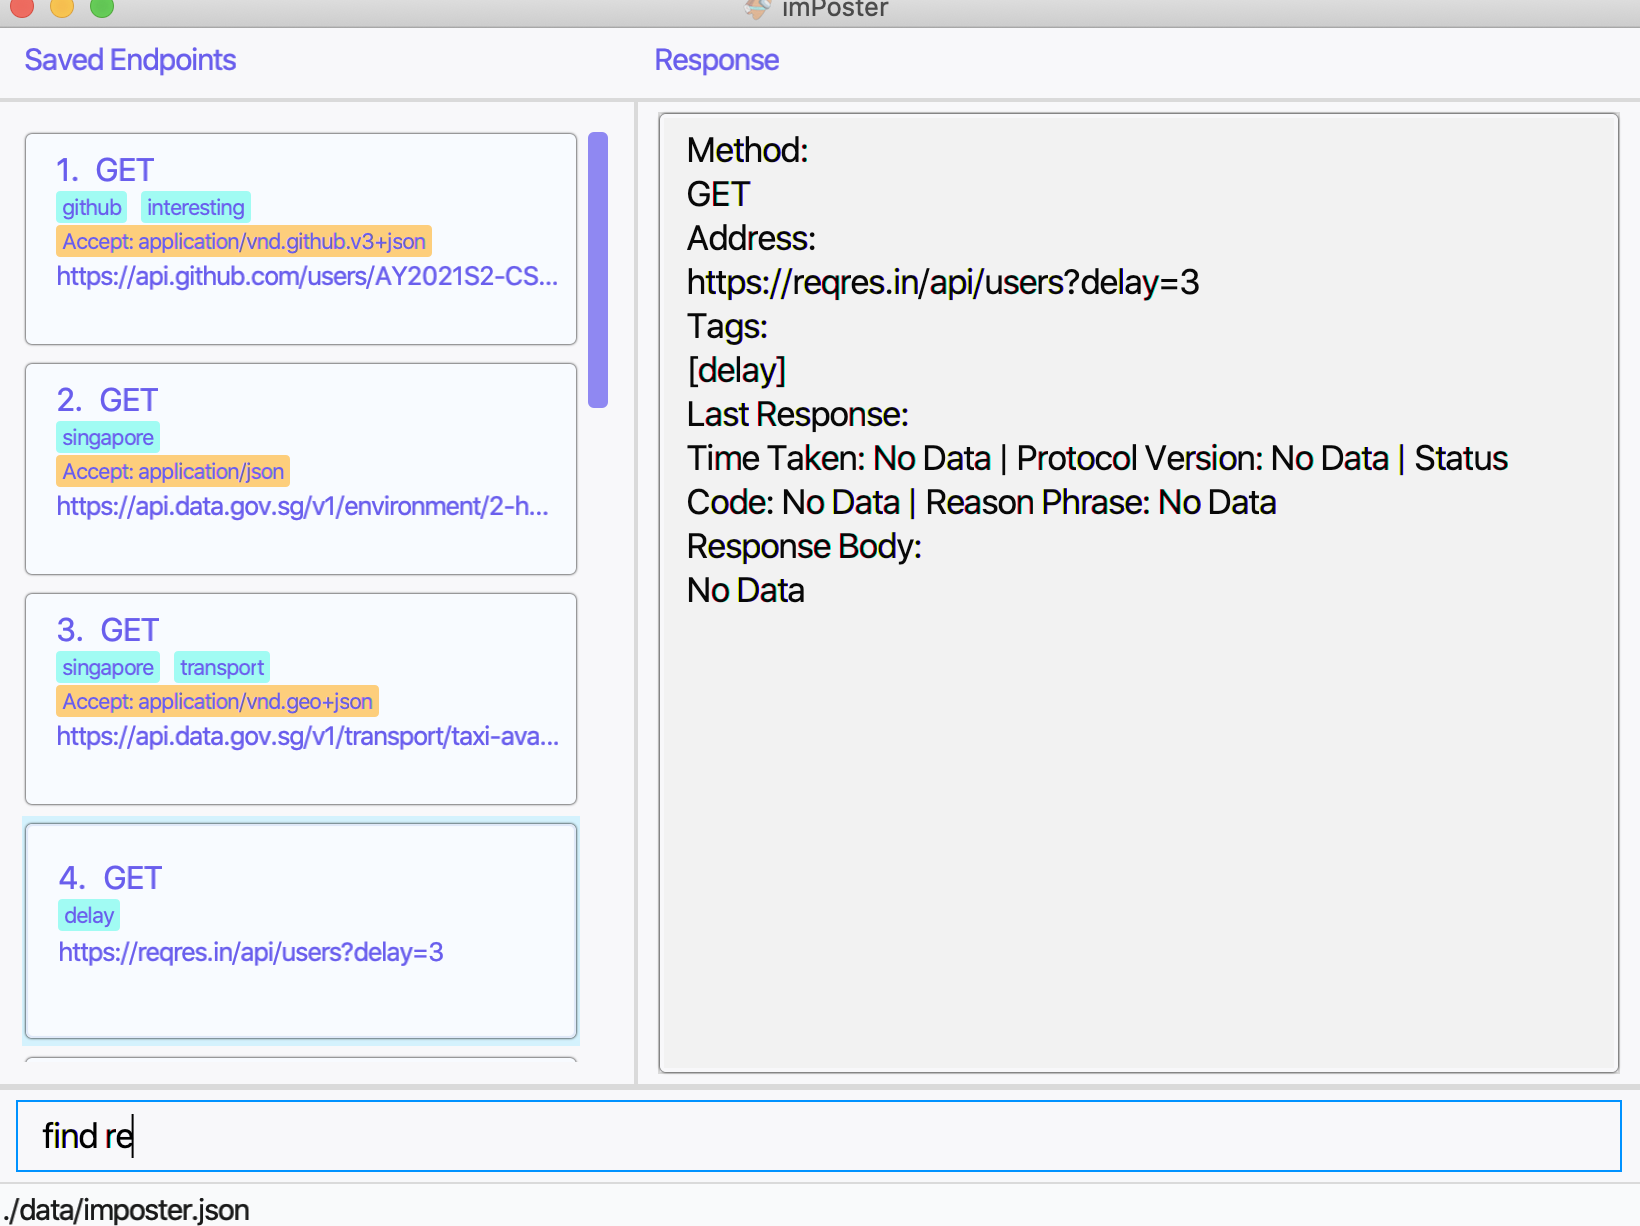 imPoster
Saved Endpoints
Response
1. GET
github interesting
Accept: application/vnd.github.v3+json
https://api.github.com/users/AY2021S2-CS...
2. GET
singapore
Accept: application/json
https://api.data.gov.sg/v1/environment/2-h...
3. GET
singapore transport
Accept: application/vnd.geo+json
https://api.data.gov.sg/v1/transport/taxi-ava...
4. GET
delay
https://reqres.in/api/users?delay=3
Method:
GET
Address:
https://reqres.in/api/users?delay=3
Tags:
[delay]
Last Response:
Time Taken: No Data | Protocol Version: No Data | Status
Code: No Data | Reason Phrase: No Data
Response Body:
No Data
find re
./data/imposter.json